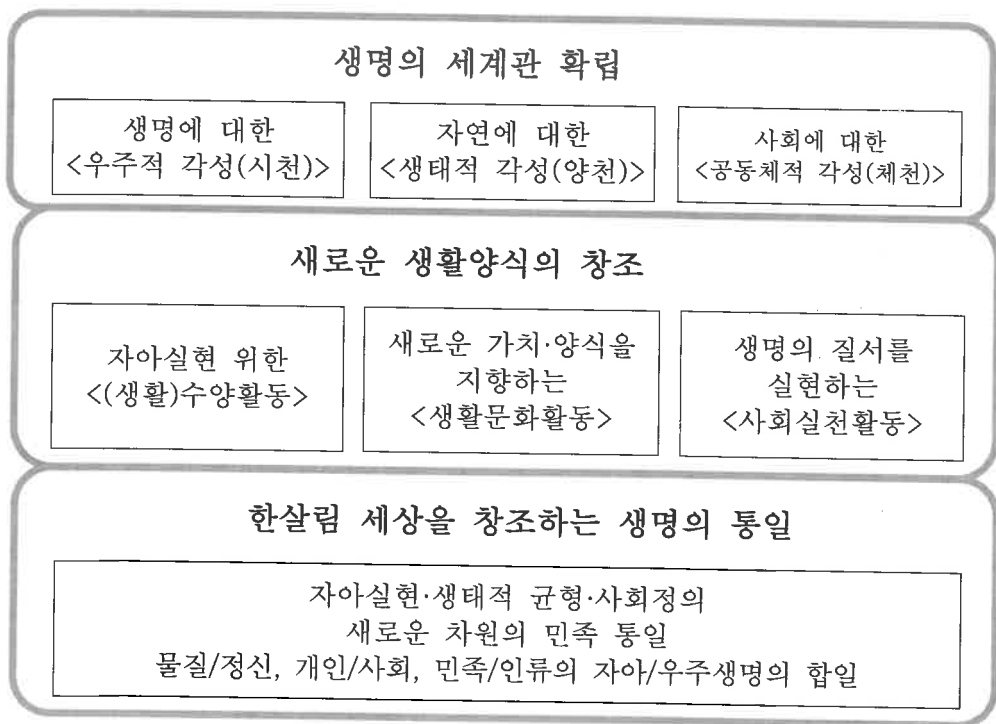 생명의 세계관 확립
생명에 대한
<우주적 각성(시천)>
자연에 대한
<생태적 각성(양천)>
사회에 대한
<공동체적 각성(체천)>
새로운 생활양식의 창조
자아실현 위한
<(생활)수양활동>
새로운 가치·양식을
지향하는
<생활문화활동>
생명의 질서를
실현하는
<사회실천활동>
한살림 세상을 창조하는 생명의 통일
자아실현·생태적 균형·사회정의
새로운 차원의 민족 통일
물질/정신, 개인/사회, 민족/인류의 자아/우주생명의 합일